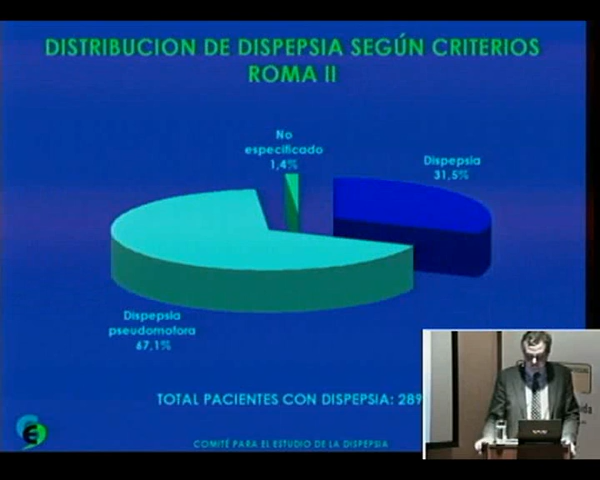 DISTRIBUCION DE DISPEPSIA SEGÚN CRITERIOS
ROMA II
No
especificado
1,4%
Dispepsia
31,5%
Dispepsia
pseudomotora
67,1%
TOTAL PACIENTES CON DISPEPSIA: 289
E
COMITÉ PARA EL ESTUDIO DE LA DISPEPSIA